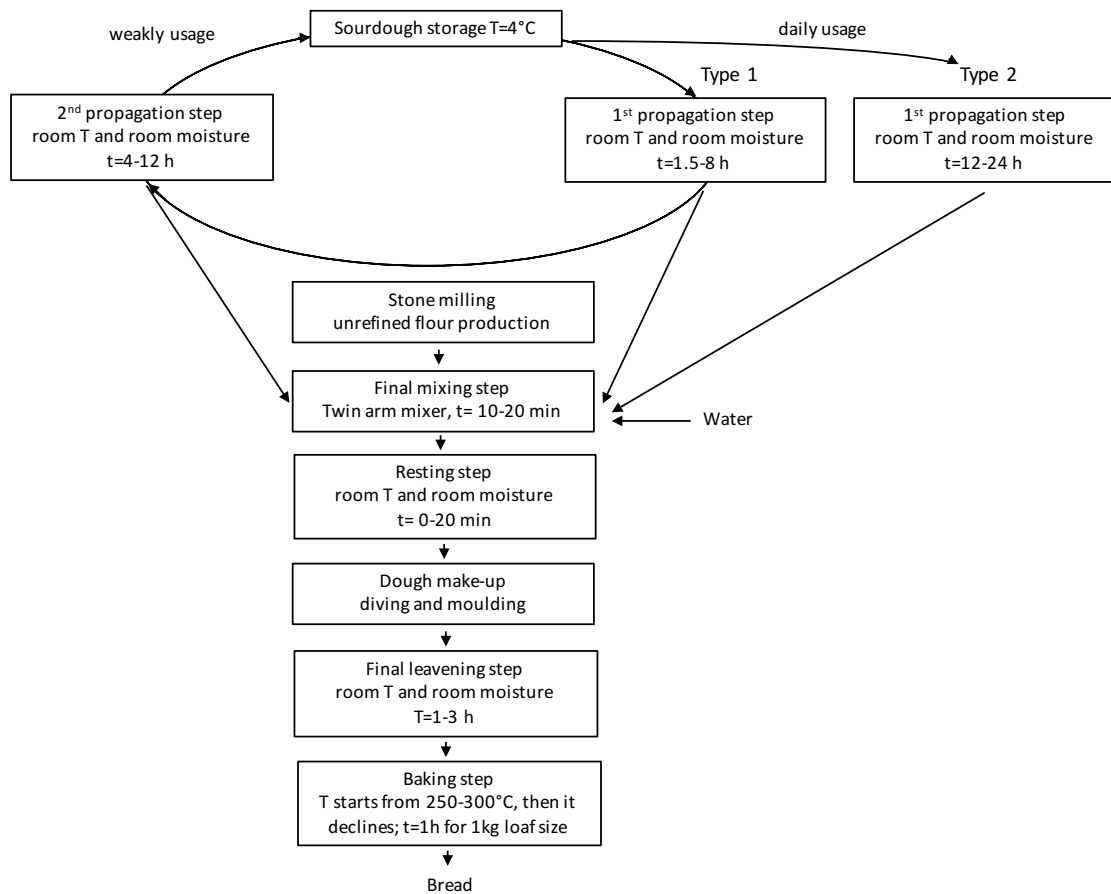 Sourdough storage T=4°C
weakly usage
daily usage
Type 1
Type 2
2nd propagation step
room T and room moisture
t=4-12 h
1st propagation step
room T and room moisture
t=1.5-8 h
1st propagation step
room T and room moisture
t=12-24 h
Stone milling
unrefined flour production
Final mixing step
Twin arm mixer, t= 10-20 min
Water
Resting step
room T and room moisture
t= 0-20 min
Dough make-up
diving and moulding
Final leavening step
room T and room moisture
T=1-3 h
Baking step
T starts from 250-300°C, then it
declines; t=1h for 1kg loaf size
Bread